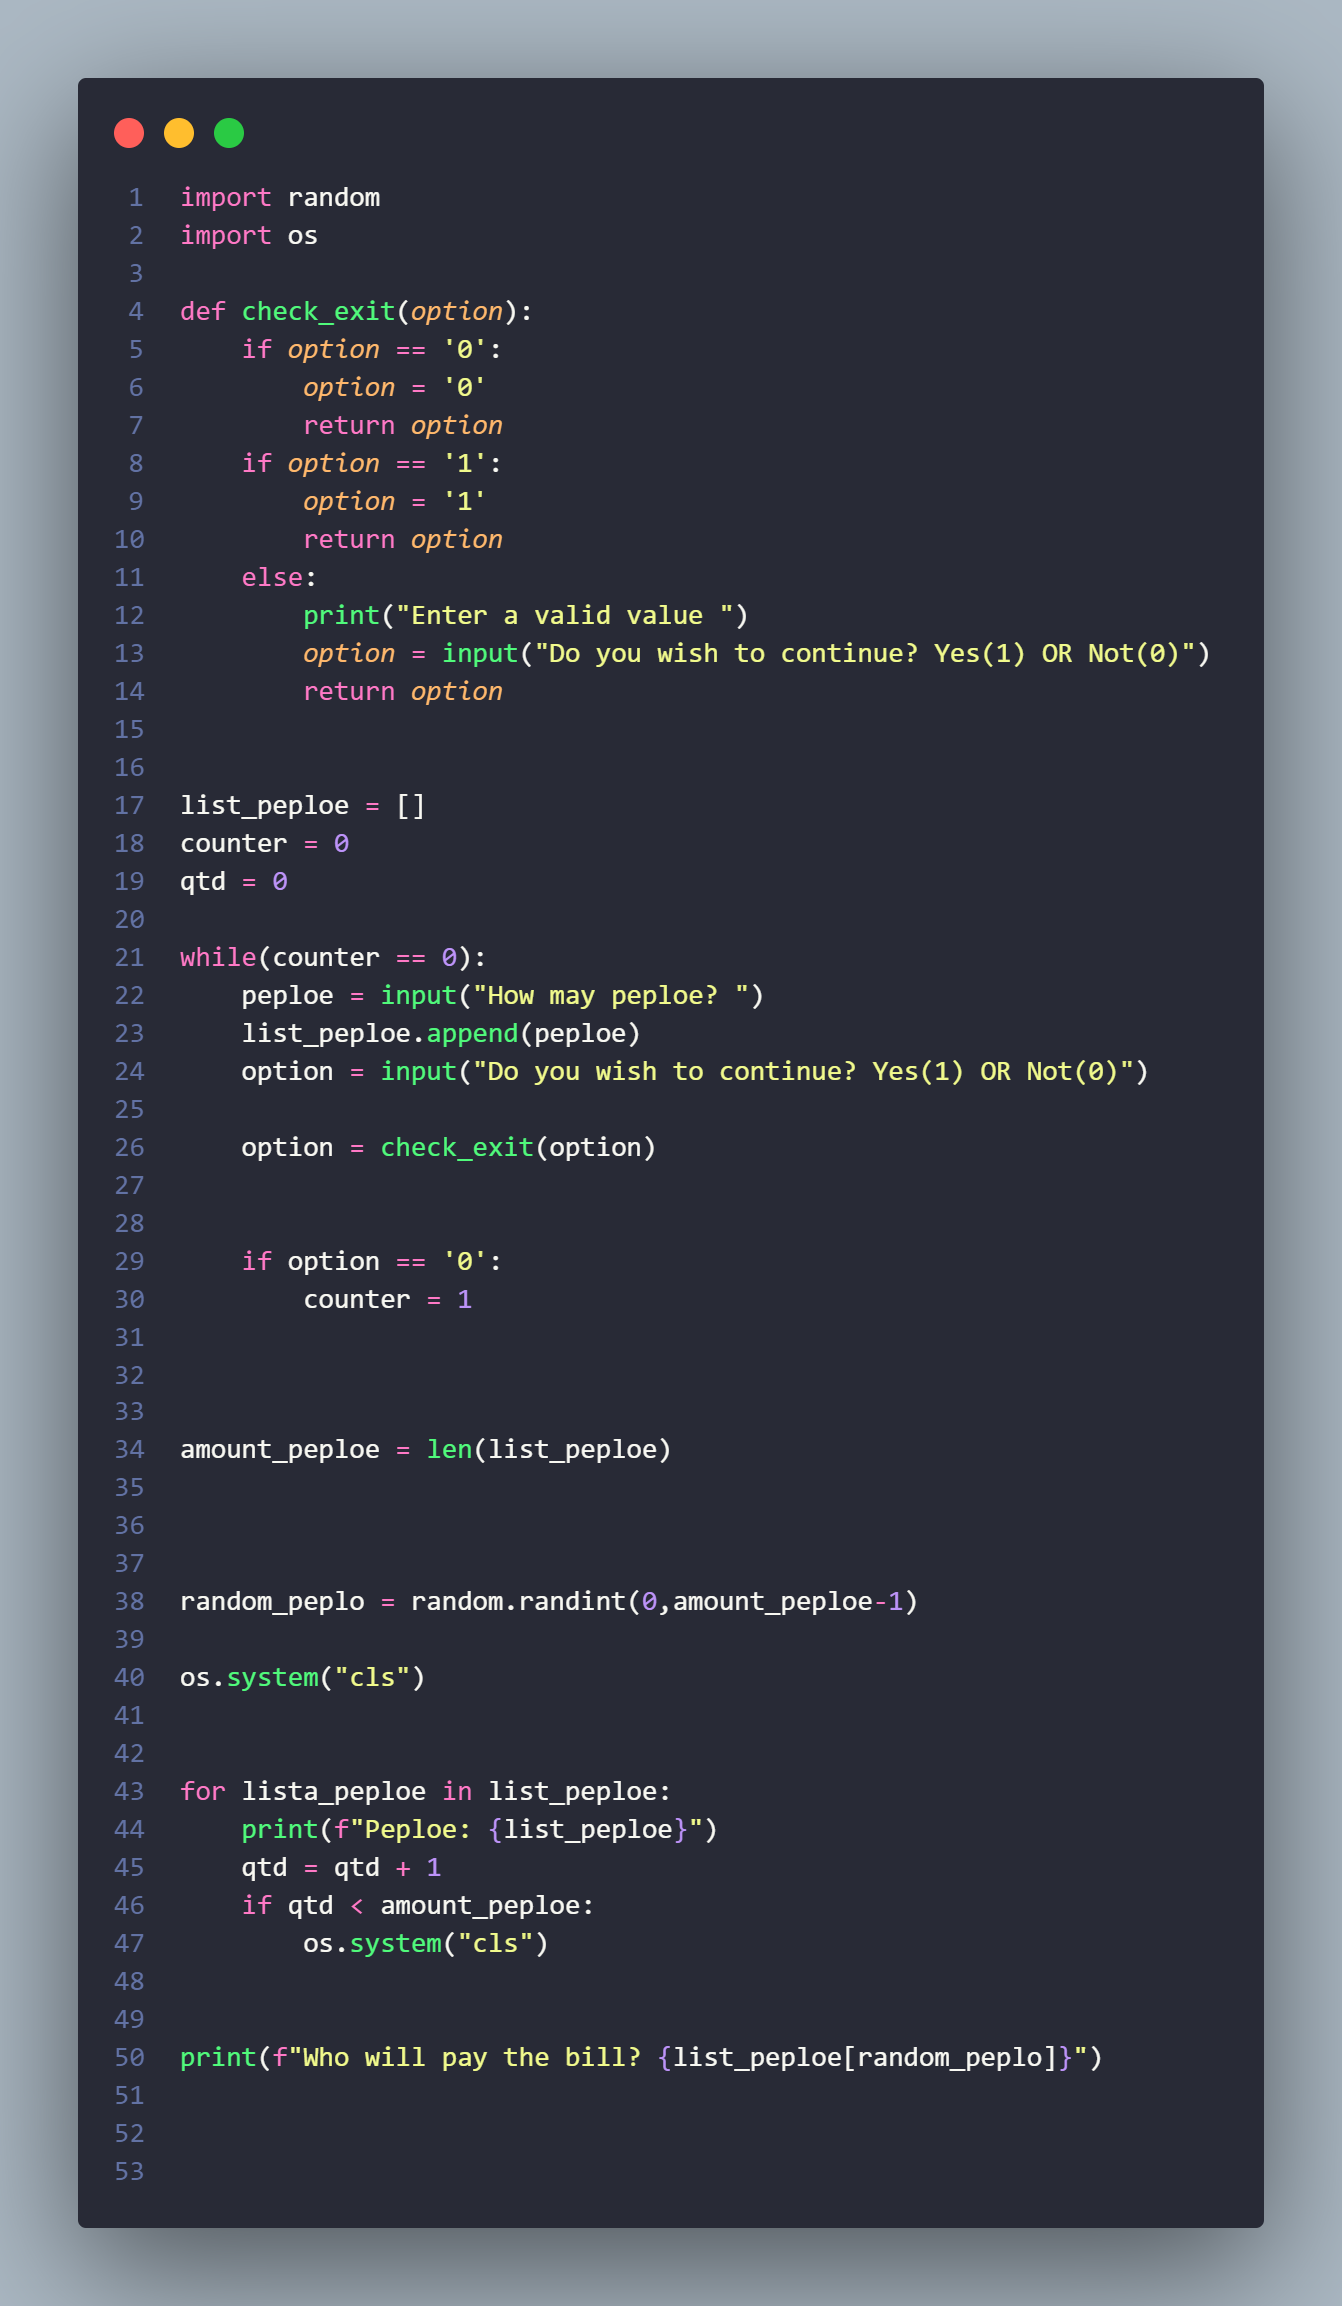 1 import random
2 import os
3
4 def check_exit(option):
5     if option == '0':
6         option = '0'
7         return option
8     if option == '1':
9         option = '1'
10         return option
11     else:
12         print("Enter a valid value ")
13         option = input("Do you wish to continue? Yes(1) OR Not(0)")
14         return option
15
16
17 list_peploe = []
18 counter = 0
19 qtd = 0
20
21 while(counter == 0):
22     peploe = input("How may peploe? ")
23     list_peploe.append(peploe)
24     option = input("Do you wish to continue? Yes(1) OR Not(0)")
25
26     option = check_exit(option)
27
28
29     if option == '0':
30         counter = 1
31
32
33
34 amount_peploe = len(list_peploe)
35
36
37
38 random_peplo = random.randint(0,amount_peploe-1)
39
40 os.system("cls")
41
42
43 for lista_peploe in list_peploe:
44     print(f"Peploe: {list_peploe}")
45     qtd = qtd + 1
46     if qtd < amount_peploe:
47         os.system("cls")
48
49
50 print(f"Who will pay the bill? {list_peploe[random_peplo]}")
51
52
53